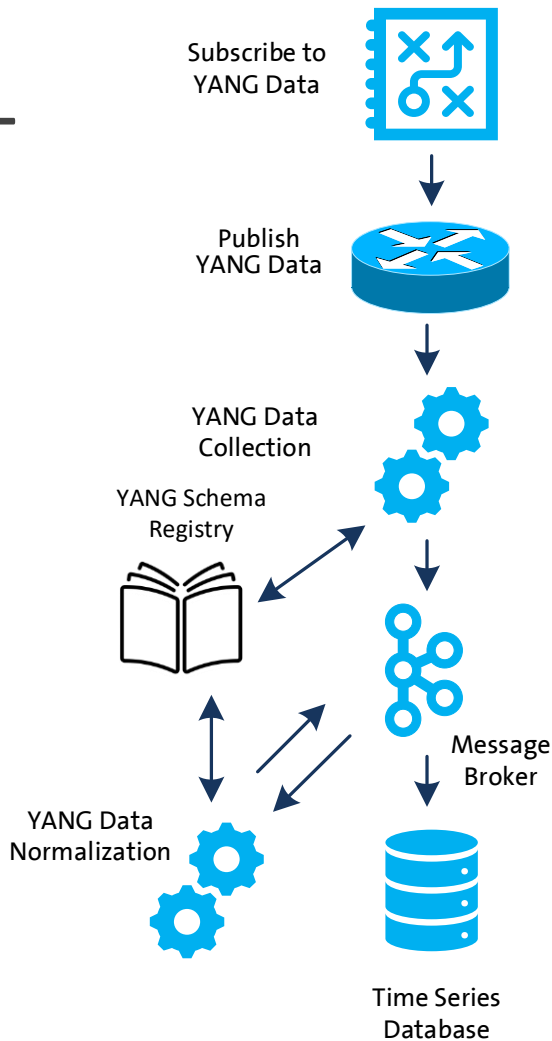 Subscribe to
YANG Data
Publish
YANG Data
YANG Data
Collection
YANG Schema
Registry
Message
Broker
YANG Data
Normalization
Time Series
Database